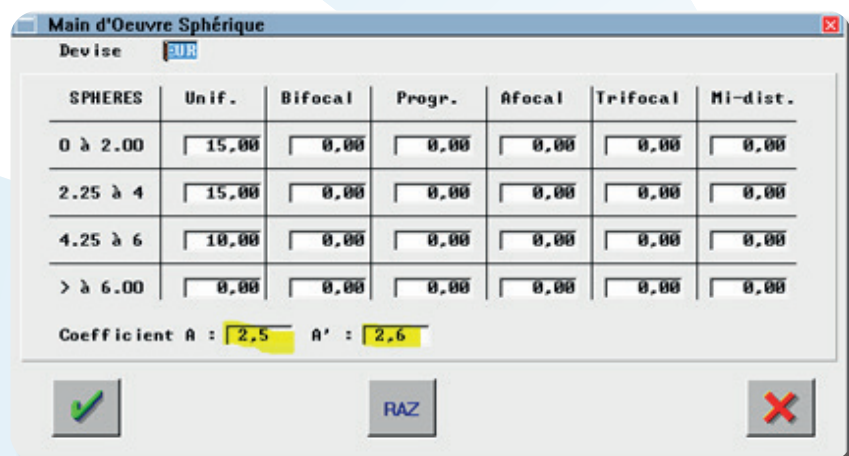 Main d'Oeuvre Sphérique
Devise EUR
SPHERES Unif. Bifocal Progr. Afocal Trifocal Mi-dist.
0 à 2.00 15,00 0,00 0,00 0,00 0,00 0,00
2.25 à 4 15,00 0,00 0,00 0,00 0,00 0,00
4.25 à 6 10,00 0,00 0,00 0,00 0,00 0,00
> à 6.00 0,00 0,00 0,00 0,00 0,00 0,00
Coefficient A : 2,5 A' : 2,6
RAZ